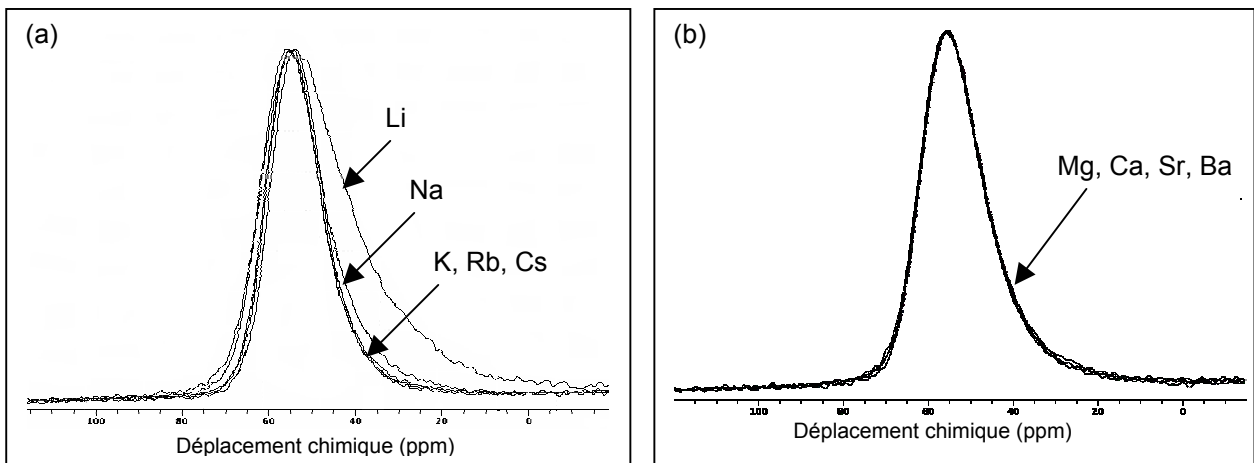 (a)
Li
Na
K, Rb, Cs
100 80 60 40 20 0
Déplacement chimique (ppm)
(b)
Mg, Ca, Sr, Ba
100 80 60 40 20 0
Déplacement chimique (ppm)